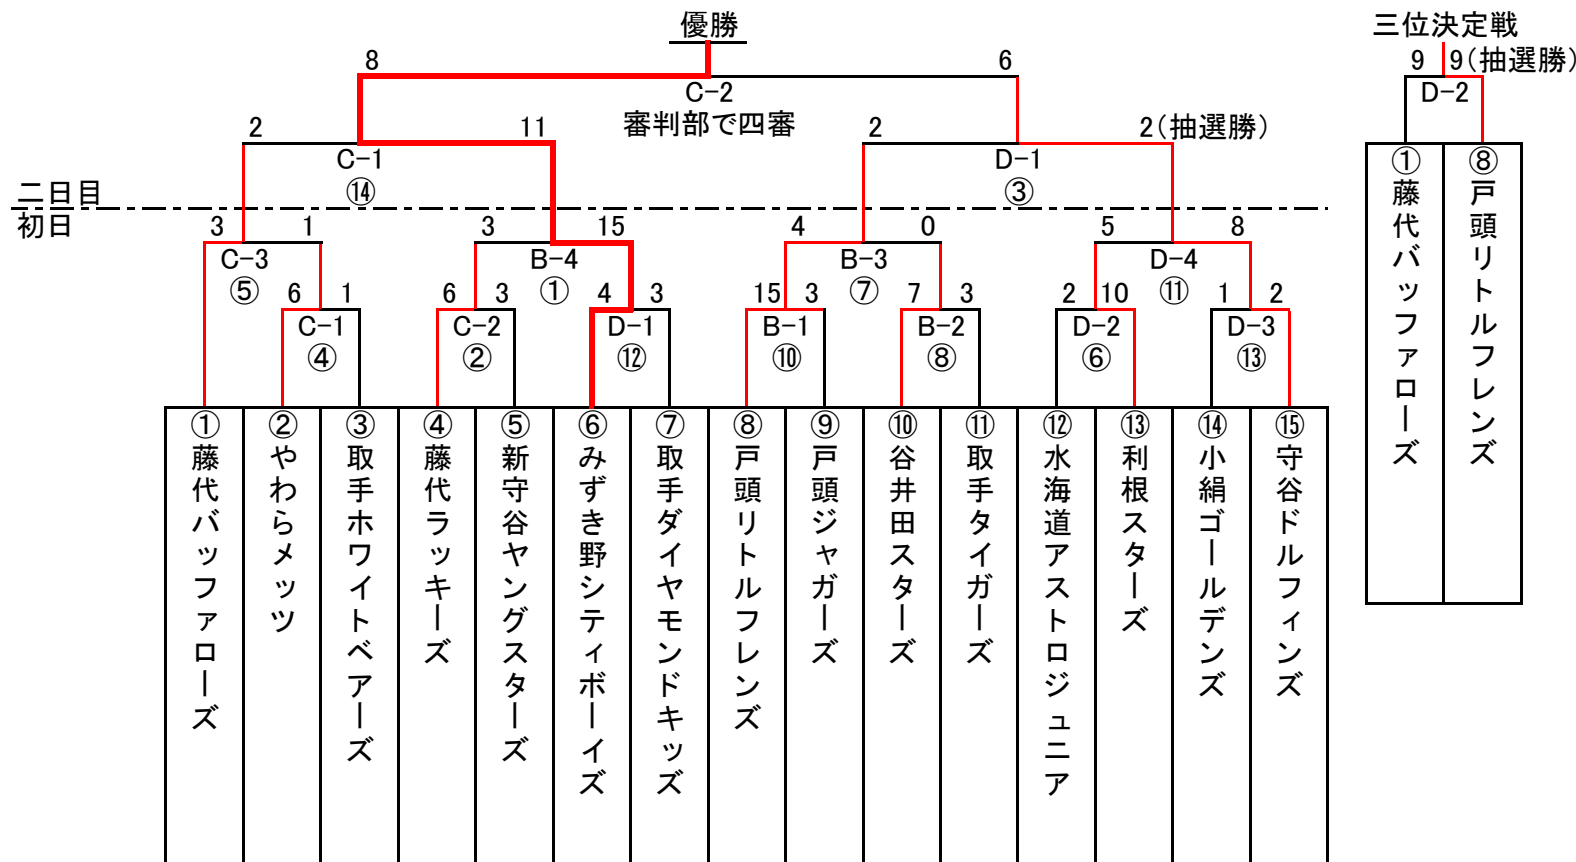 優勝
三位決定戦
8 6
9 9(抽選勝)
C-2
D-2
審判部で四審
2 11 2 2(抽選勝)
C-1 D-1
⑭ ③
二日目
初日
3 1 3 15 4 0 5 8
C-3 B-4 B-3 D-4
⑤ ① ⑦ ⑪
6 1 6 3 4 3 15 3 7 3 2 10 1 2
C-1 C-2 D-1 B-1 B-2 D-2 D-3
④ ② ⑫ ⑩ ⑧ ⑥ ⑬
①藤代バッファローズ
②やわらメッツ
③取手ホワイトベアーズ
④藤代ラッキーズ
⑤新守谷ヤングスターズ
⑥みずき野シティボーイズ
⑦取手ダイヤモンドキッズ
⑧戸頭リトルフレンズ
⑨戸頭ジャガーズ
⑩谷井田スターズ
⑪取手タイガーズ
⑫水海道アストロジュニア
⑬利根スターズ
⑭小絹ゴールデンズ
⑮守谷ドルフィンズ
①藤代バッファローズ
⑧戸頭リトルフレンズ